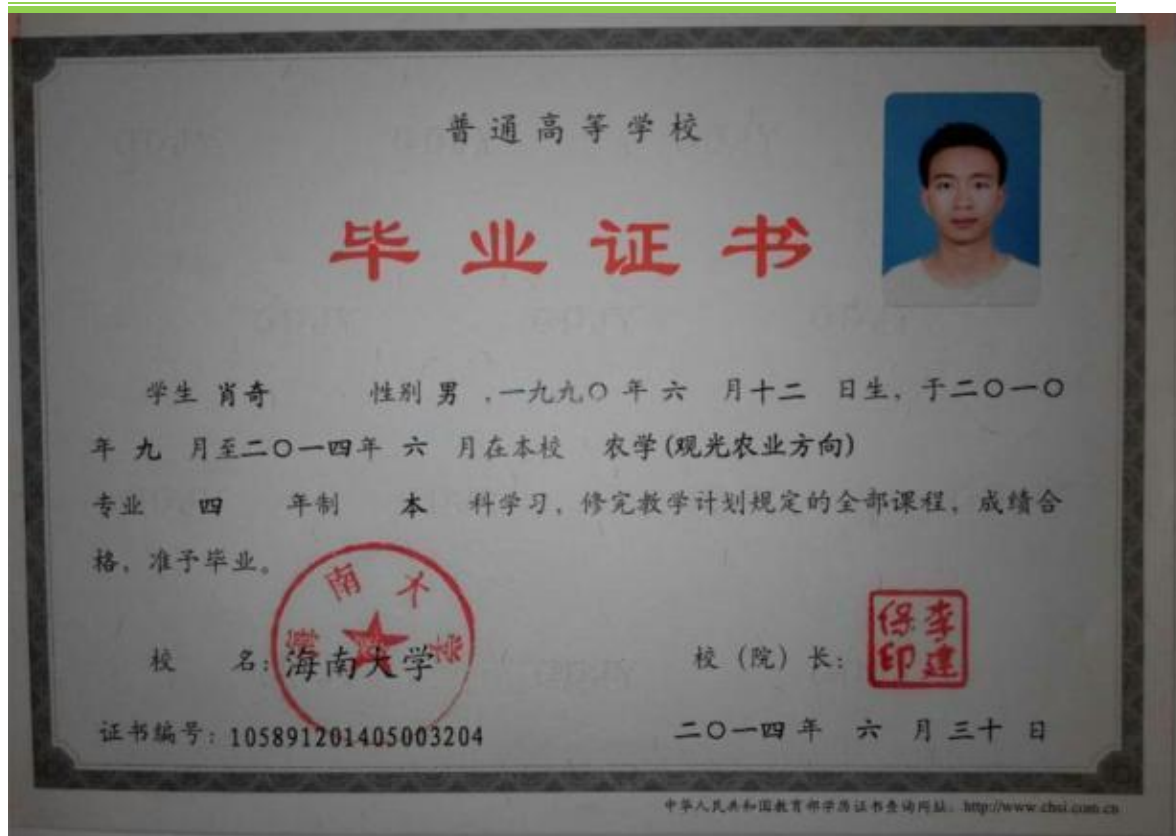 普通高等学校
毕业证书
学生 肖奇 性别 男 ,一九九〇 年 六 月十二 日生, 于二〇一〇
年 九 月至二〇一四年 六 月在本校 农学(观光农业方向)
专业 四 年制 本 科学习, 修完教学计划规定的全部课程, 成绩合
格, 准予毕业。
海南大学
校 名: 海南大学
校 (院) 长: 李建保印
证书编号: 105891201405003204
二〇一四年 六 月 三十 日
中华人民共和国教育部学历证书查询网址: http://www.chsi.com.cn